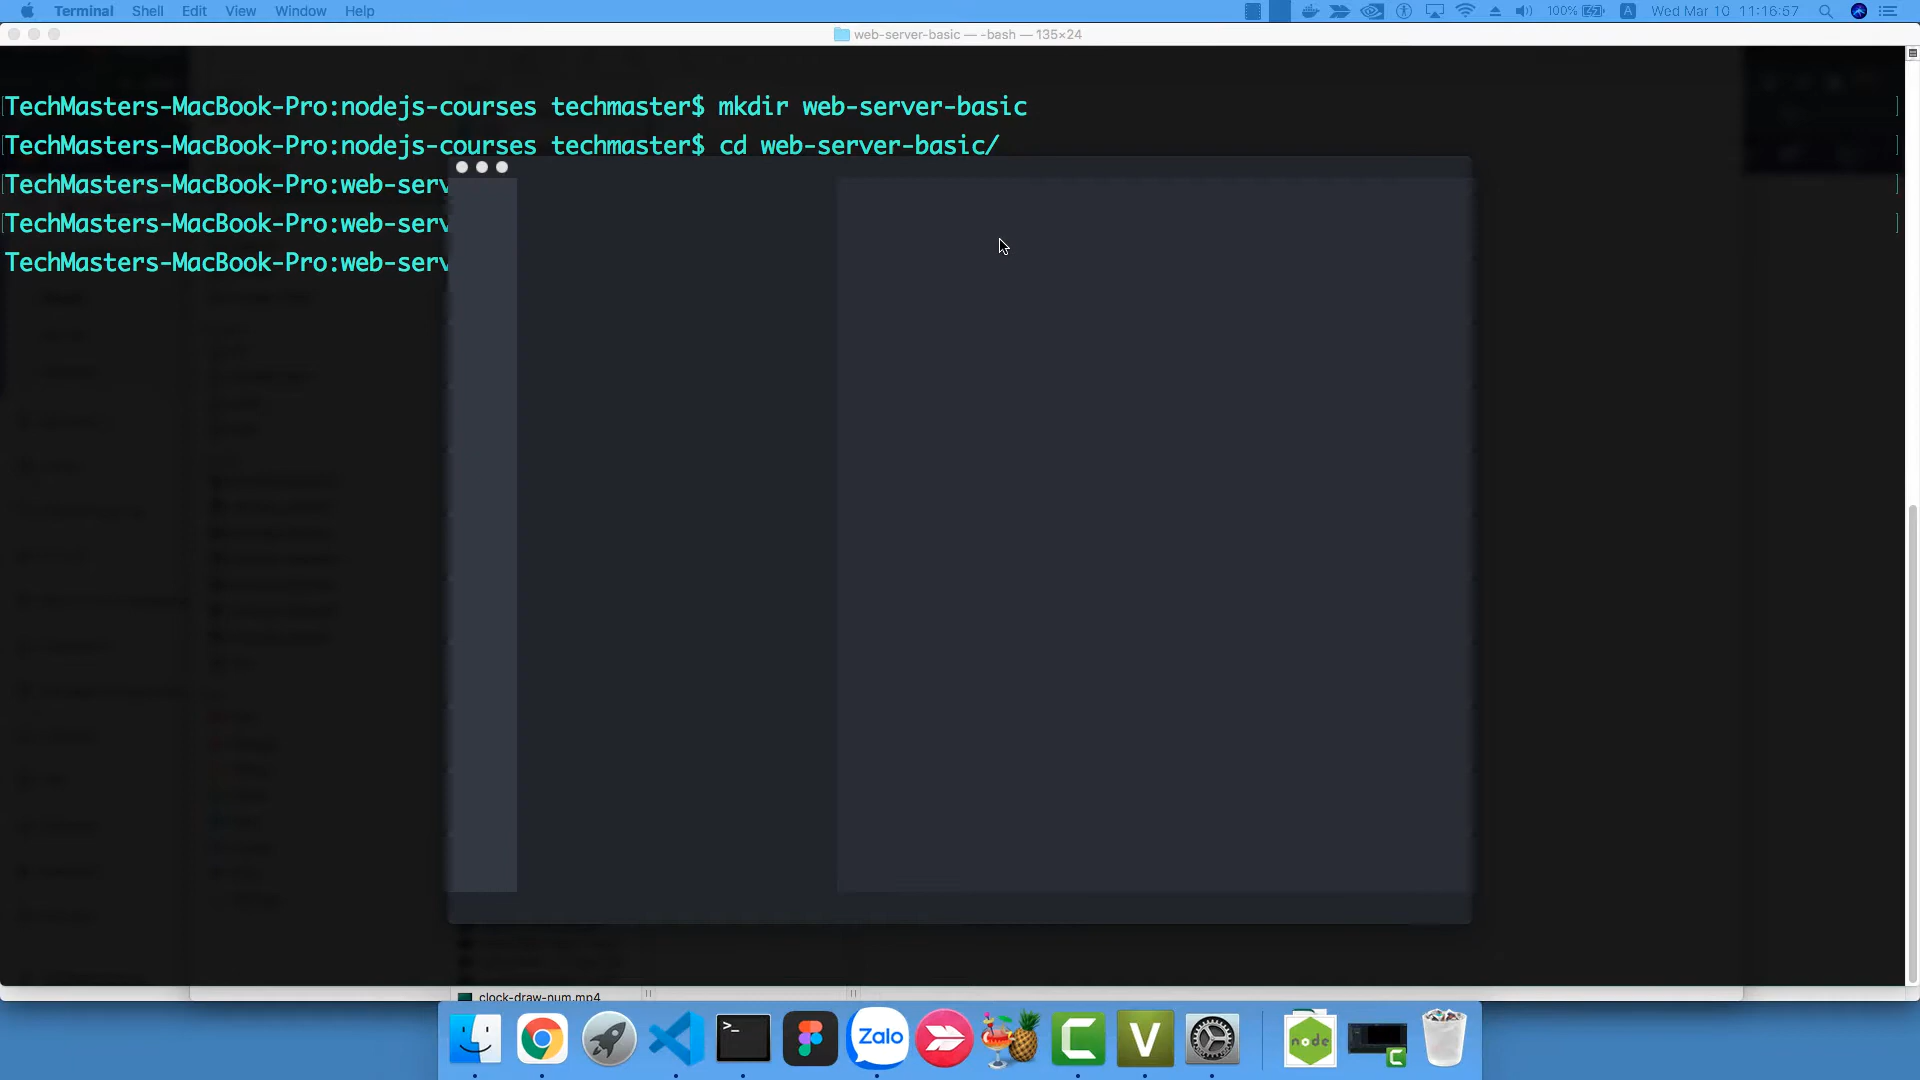 Terminal Shell Edit View Window Help 100% A Wed Mar 10 11:16:57
web-server-basic — -bash — 135×24
TechMasters-MacBook-Pro:nodejs-courses techmaster$ mkdir web-server-basic
TechMasters-MacBook-Pro:nodejs-courses techmaster$ cd web-server-basic/
TechMasters-MacBook-Pro:web-serv
TechMasters-MacBook-Pro:web-serv
TechMasters-MacBook-Pro:web-serv
clock-draw-num.mp4
>_ Zalo C V node C